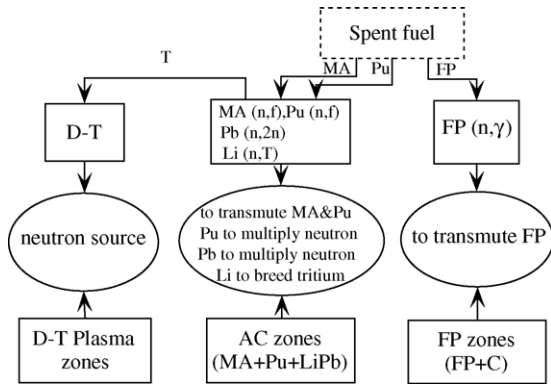 Spent fuel
T
MA
Pu
FP
D-T
MA (n,f),Pu (n,f)
Pb (n,2n)
Li (n,T)
FP (n,γ)
neutron source
to transmute MA&Pu
Pu to multiply neutron
Pb to multiply neutron
Li to breed tritium
to transmute FP
D-T Plasma
zones
AC zones
(MA+Pu+LiPb)
FP zones
(FP+C)